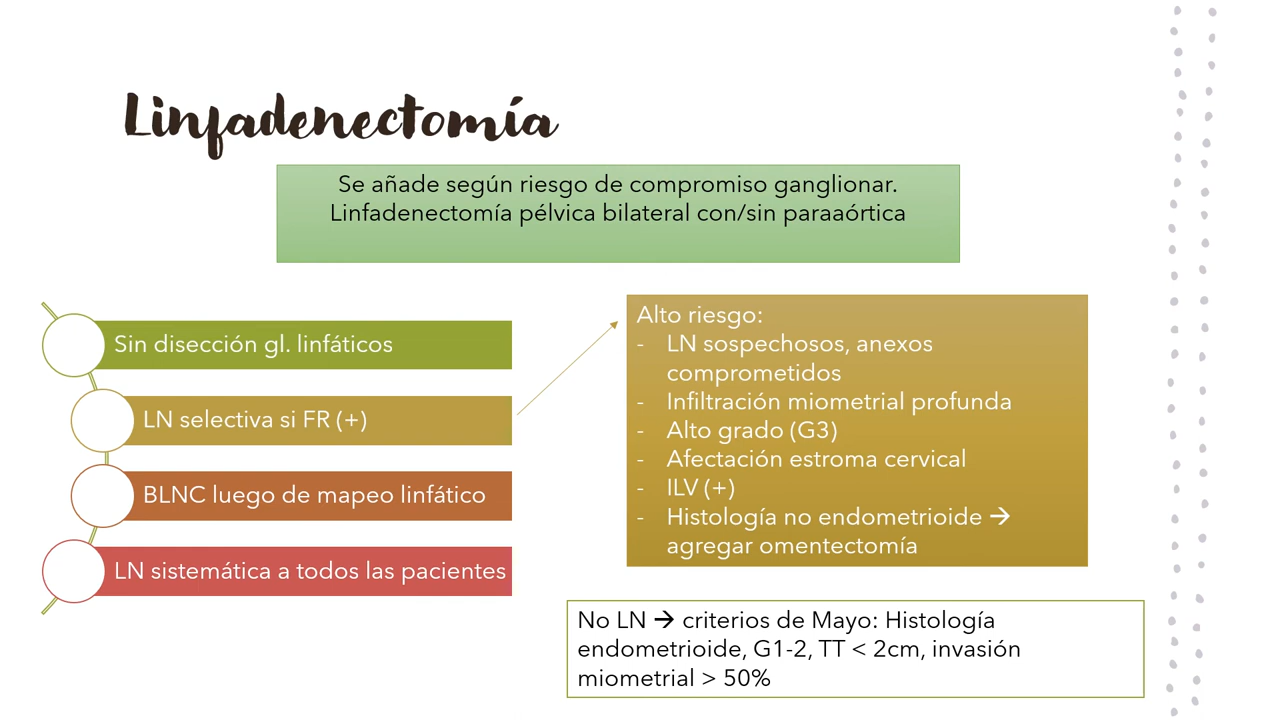 Linfadenectomía
Se añade según riesgo de compromiso ganglionar.
Linfadenectomía pélvica bilateral con/sin paraaórtica
Sin disección gl. linfáticos
LN selectiva si FR (+)
BLNC luego de mapeo linfático
LN sistemática a todos las pacientes
Alto riesgo:
- LN sospechosos, anexos
comprometidos
- Infiltración miometrial profunda
- Alto grado (G3)
- Afectación estroma cervical
- ILV (+)
- Histología no endometrioide →
agregar omentectomía
No LN → criterios de Mayo: Histología
endometrioide, G1-2, TT < 2cm, invasión
miometrial > 50%